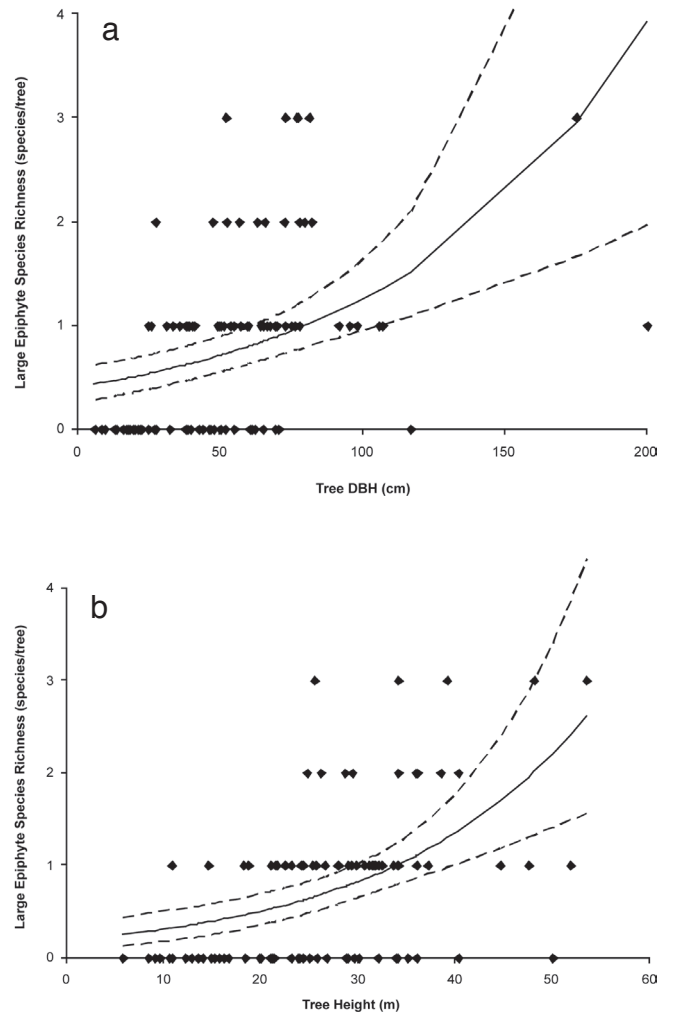 a
4
3
2
1
0
Large Epiphyte Species Richness (species/tree)
0 50 100 150 200
Tree DBH (cm)
b
4
3
2
1
0
Large Epiphyte Species Richness (species/tree)
0 10 20 30 40 50 60
Tree Height (m)